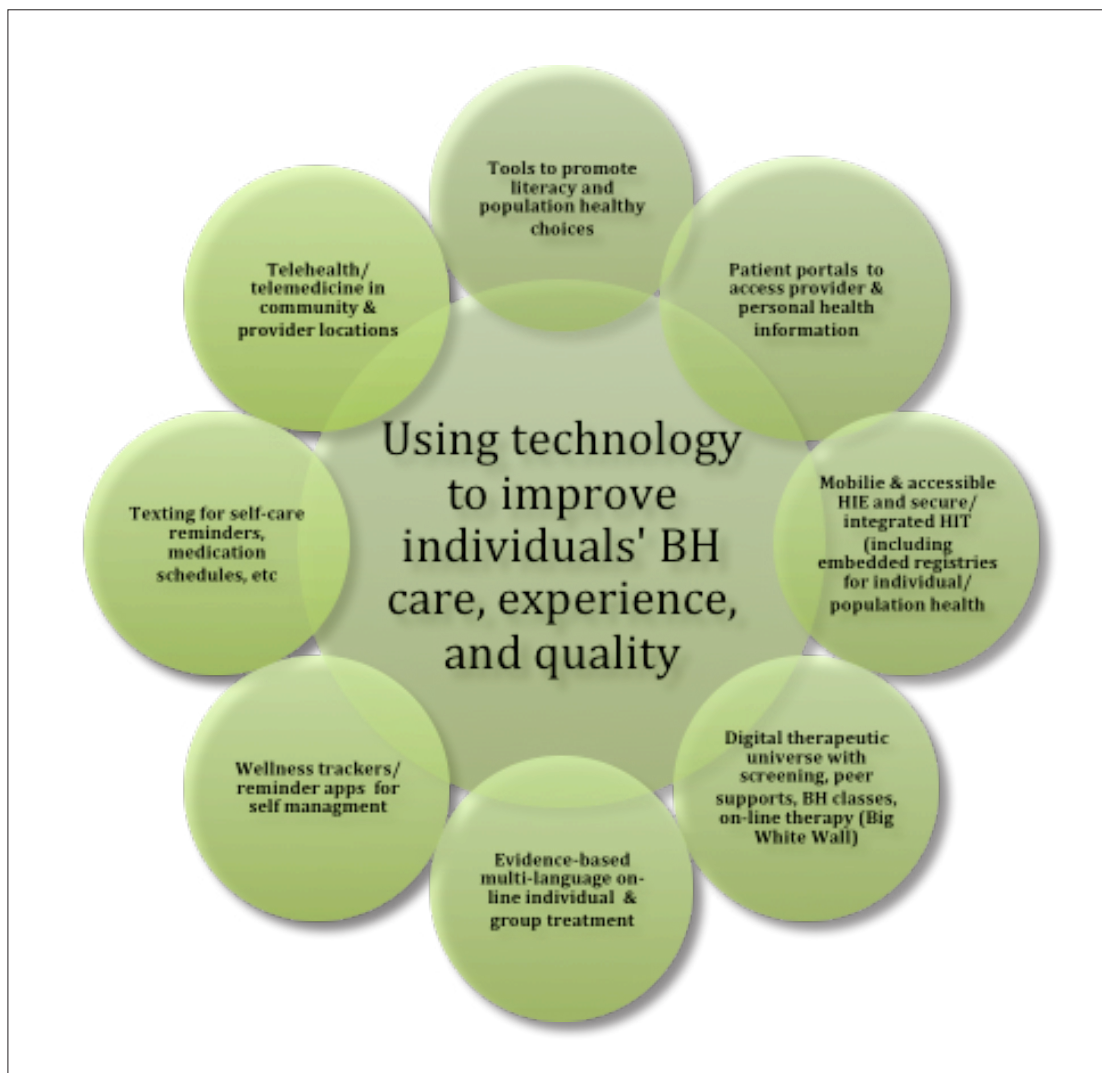 Tools to promote
literacy and
population healthy
choices
Patient portals to
access provider &
personal health
information
Mobilie & accessible
HIE and secure/
integrated HIT
(including
embedded registries
for individual/
population health
Digital therapeutic
universe with
screening, peer
supports, BH classes,
on-line therapy (Big
White Wall)
Evidence-based
multi-language on-
line individual &
group treatment
Wellness trackers/
reminder apps for
self managment
Texting for self-care
reminders,
medication
schedules, etc
Telehealth/
telemedicine in
community &
provider locations
Using technology
to improve
individuals' BH
care, experience,
and quality